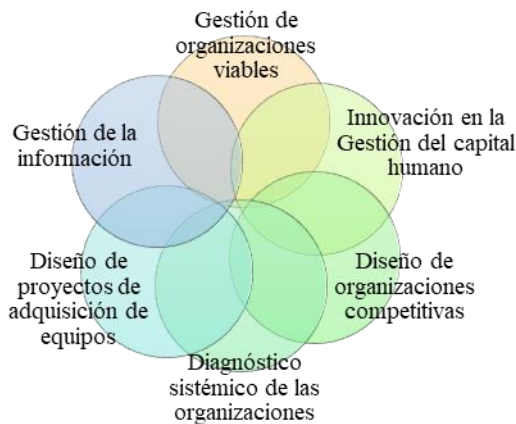 Gestión de
organizaciones
viables
Innovación en la
Gestión del capital
humano
Diseño de
organizaciones
competitivas
Diagnóstico
sistémico de las
organizaciones
Diseño de
proyectos de
adquisición de
equipos
Gestión de la
información